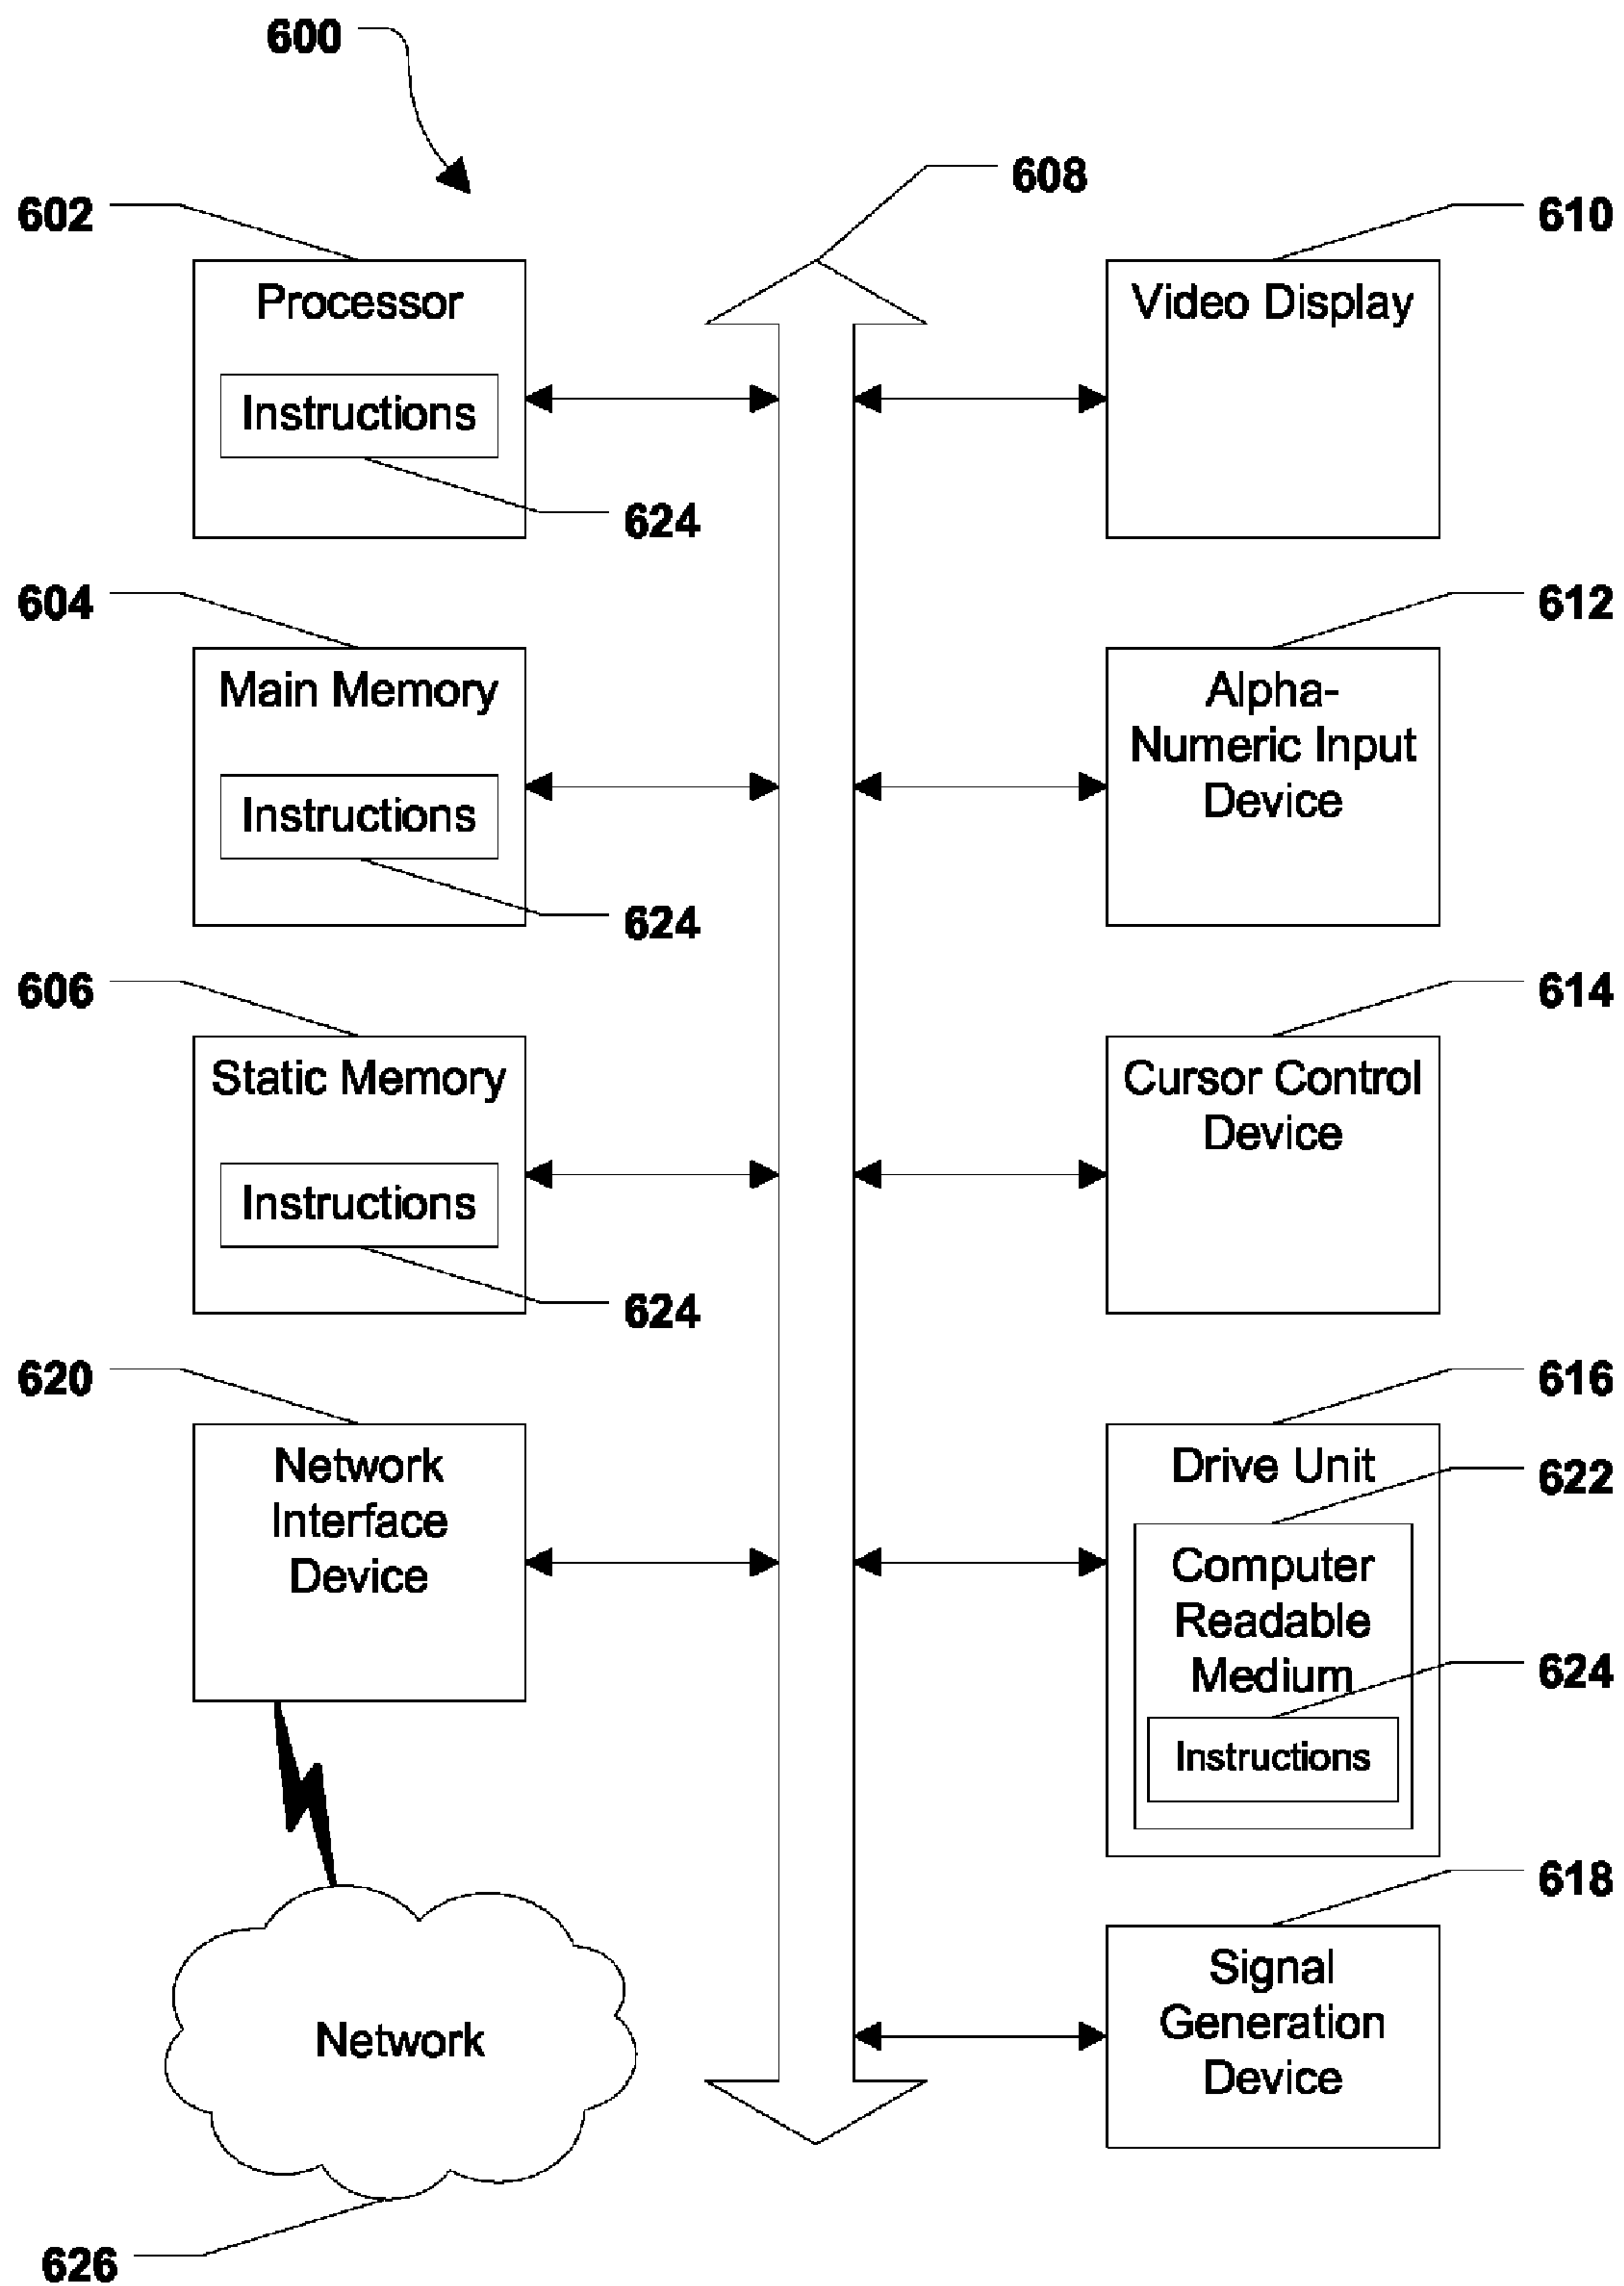 600
608
602
Processor
Instructions
624
604
Main Memory
Instructions
624
606
Static Memory
Instructions
624
620
Network
Interface
Device
Network
626
610
Video Display
612
Alpha-
Numeric Input
Device
614
Cursor Control
Device
616
Drive Unit
622
Computer
Readable
Medium
624
Instructions
618
Signal
Generation
Device